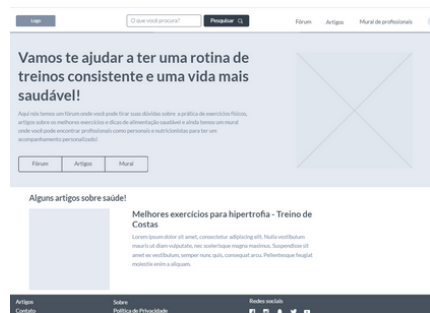 Logo
O que você procura?
Pesquisar
Fórum
Artigos
Mural de profissionais
Vamos te ajudar a ter uma rotina de
treinos consistente e uma vida mais
saudável!
Aqui nós temos um fórum onde você pode tirar suas dúvidas sobre a prática de exercícios físicos,
artigos sobre os melhores exercícios e dicas de alimentação saudável e ainda temos um mural
onde você pode encontrar profissionais como personais e nutricionistas para ter um
acompanhamento personalizado!
Fórum
Artigos
Mural
Alguns artigos sobre saúde!
Melhores exercícios para hipertrofia - Treino de
Costas
Lorem ipsum dolor sit amet, consectetur adipiscing elit. Nulla vestibulum
mauris ut diam vulputate, nec scelerisque magna maximus. Suspendisse sit
amet ex vestibulum, semper nunc quis, consequat arcu. Pellentesque feugiat
molestie enim a aliquam.
Artigos
Sobre
Redes sociais
Contato
Política de Privacidade